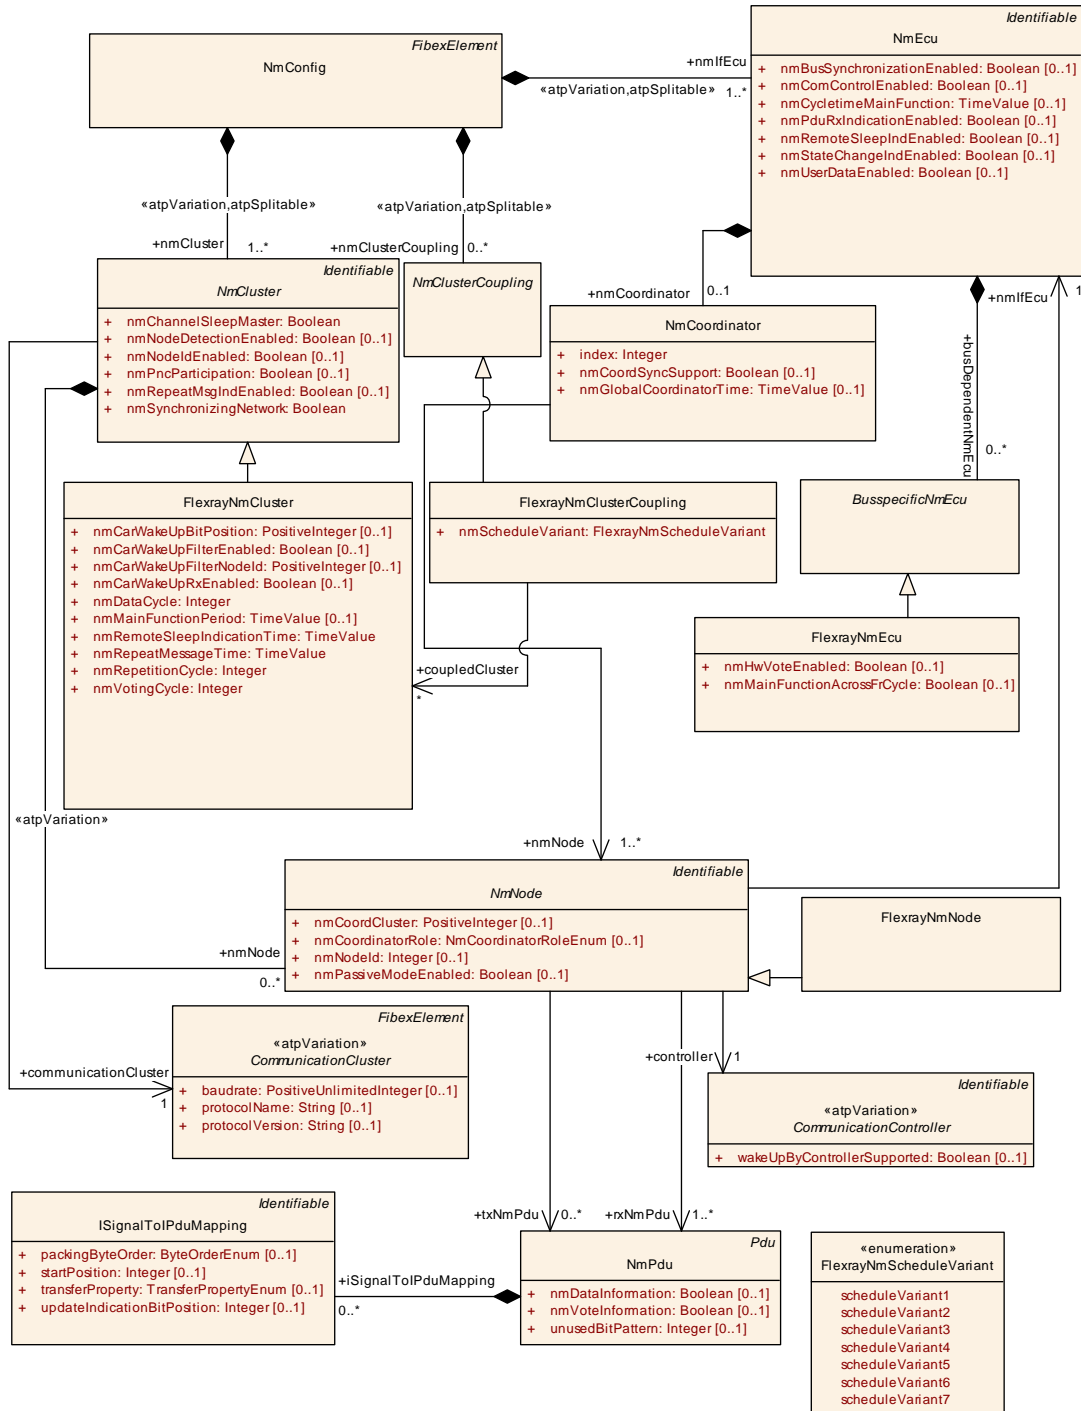 FibexElement
NmConfig
Identifiable
NmEcu
+ nmBusSynchronizationEnabled: Boolean [0..1]
+ nmComControlEnabled: Boolean [0..1]
+ nmCycletimeMainFunction: TimeValue [0..1]
+ nmPduRxIndicationEnabled: Boolean [0..1]
+ nmRemoteSleepIndEnabled: Boolean [0..1]
+ nmStateChangeIndEnabled: Boolean [0..1]
+ nmUserDataEnabled: Boolean [0..1]
+nmIfEcu
«atpVariation,atpSplitable» 1..*
«atpVariation,atpSplitable»
«atpVariation,atpSplitable»
+nmCluster 1..*
+nmClusterCoupling 0..*
Identifiable
NmCluster
+ nmChannelSleepMaster: Boolean
+ nmNodeDetectionEnabled: Boolean [0..1]
+ nmNodeIdEnabled: Boolean [0..1]
+ nmPncParticipation: Boolean [0..1]
+ nmRepeatMsgIndEnabled: Boolean [0..1]
+ nmSynchronizingNetwork: Boolean
NmClusterCoupling
+nmCoordinator 0..1
NmCoordinator
+ index: Integer
+ nmCoordSyncSupport: Boolean [0..1]
+ nmGlobalCoordinatorTime: TimeValue [0..1]
+nmIfEcu 1
+busDependentNmEcu
0..*
FlexrayNmCluster
+ nmCarWakeUpBitPosition: PositiveInteger [0..1]
+ nmCarWakeUpFilterEnabled: Boolean [0..1]
+ nmCarWakeUpFilterNodeId: PositiveInteger [0..1]
+ nmCarWakeUpRxEnabled: Boolean [0..1]
+ nmDataCycle: Integer
+ nmMainFunctionPeriod: TimeValue [0..1]
+ nmRemoteSleepIndicationTime: TimeValue
+ nmRepeatMessageTime: TimeValue
+ nmRepetitionCycle: Integer
+ nmVotingCycle: Integer
FlexrayNmClusterCoupling
+ nmScheduleVariant: FlexrayNmScheduleVariant
BusspecificNmEcu
FlexrayNmEcu
+ nmHwVoteEnabled: Boolean [0..1]
+ nmMainFunctionAcrossFrCycle: Boolean [0..1]
+coupledCluster
*
«atpVariation»
+nmNode 1..*
Identifiable
NmNode
+ nmCoordCluster: PositiveInteger [0..1]
+ nmCoordinatorRole: NmCoordinatorRoleEnum [0..1]
+ nmNodeId: Integer [0..1]
+ nmPassiveModeEnabled: Boolean [0..1]
FlexrayNmNode
+nmNode
0..*
FibexElement
«atpVariation»
CommunicationCluster
+ baudrate: PositiveUnlimitedInteger [0..1]
+ protocolName: String [0..1]
+ protocolVersion: String [0..1]
+communicationCluster
1
+controller 1
Identifiable
«atpVariation»
CommunicationController
+ wakeUpByControllerSupported: Boolean [0..1]
Identifiable
ISignalToIPduMapping
+ packingByteOrder: ByteOrderEnum [0..1]
+ startPosition: Integer [0..1]
+ transferProperty: TransferPropertyEnum [0..1]
+ updateIndicationBitPosition: Integer [0..1]
+iSignalToIPduMapping
0..*
+txNmPdu 0..*
+rxNmPdu 1..*
Pdu
NmPdu
+ nmDataInformation: Boolean [0..1]
+ nmVoteInformation: Boolean [0..1]
+ unusedBitPattern: Integer [0..1]
«enumeration»
FlexrayNmScheduleVariant
scheduleVariant1
scheduleVariant2
scheduleVariant3
scheduleVariant4
scheduleVariant5
scheduleVariant6
scheduleVariant7